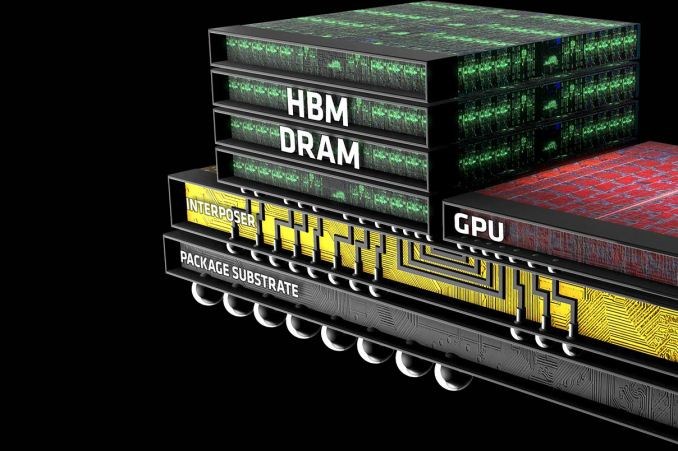 HBM
DRAM
INTERPOSER
GPU
PACKAGE SUBSTRATE